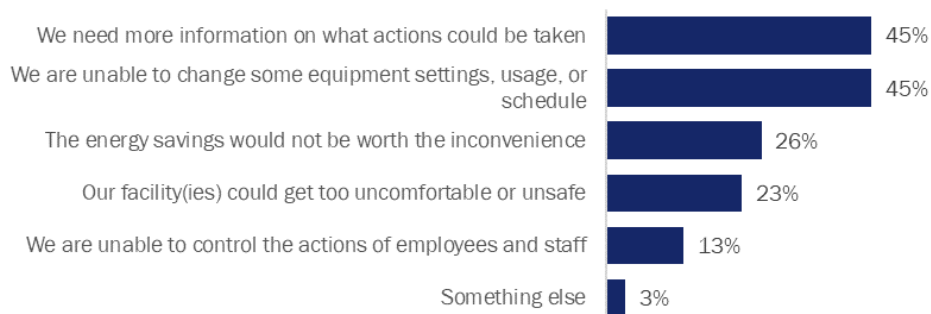 We need more information on what actions could be taken 45%
We are unable to change some equipment settings, usage, or
schedule 45%
The energy savings would not be worth the inconvenience 26%
Our facility(ies) could get too uncomfortable or unsafe 23%
We are unable to control the actions of employees and staff 13%
Something else 3%